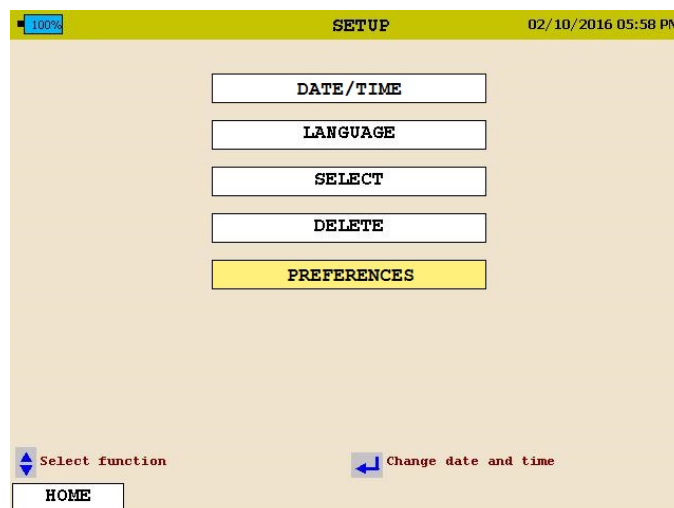 100% SETUP 02/10/2016 05:58 PM
DATE/TIME
LANGUAGE
SELECT
DELETE
PREFERENCES
Select function Change date and time
HOME